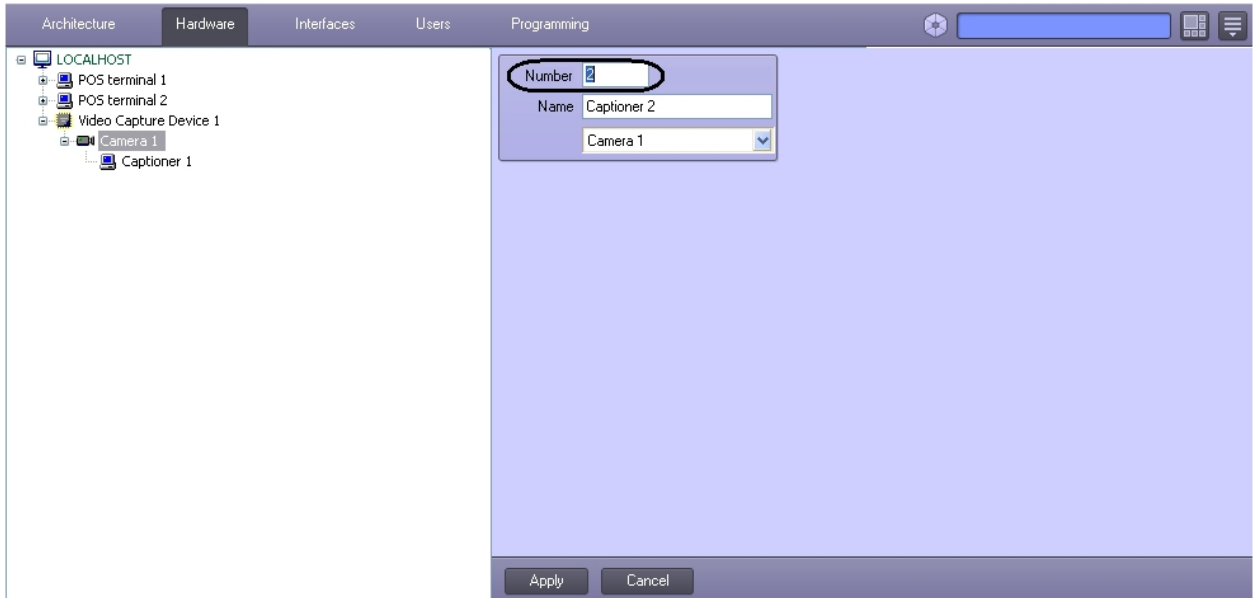 Architecture Hardware Interfaces Users Programming
LOCALHOST
POS terminal 1
POS terminal 2
Video Capture Device 1
Camera 1
Captioner 1
Number 2
Name Captioner 2
Camera 1
Apply Cancel